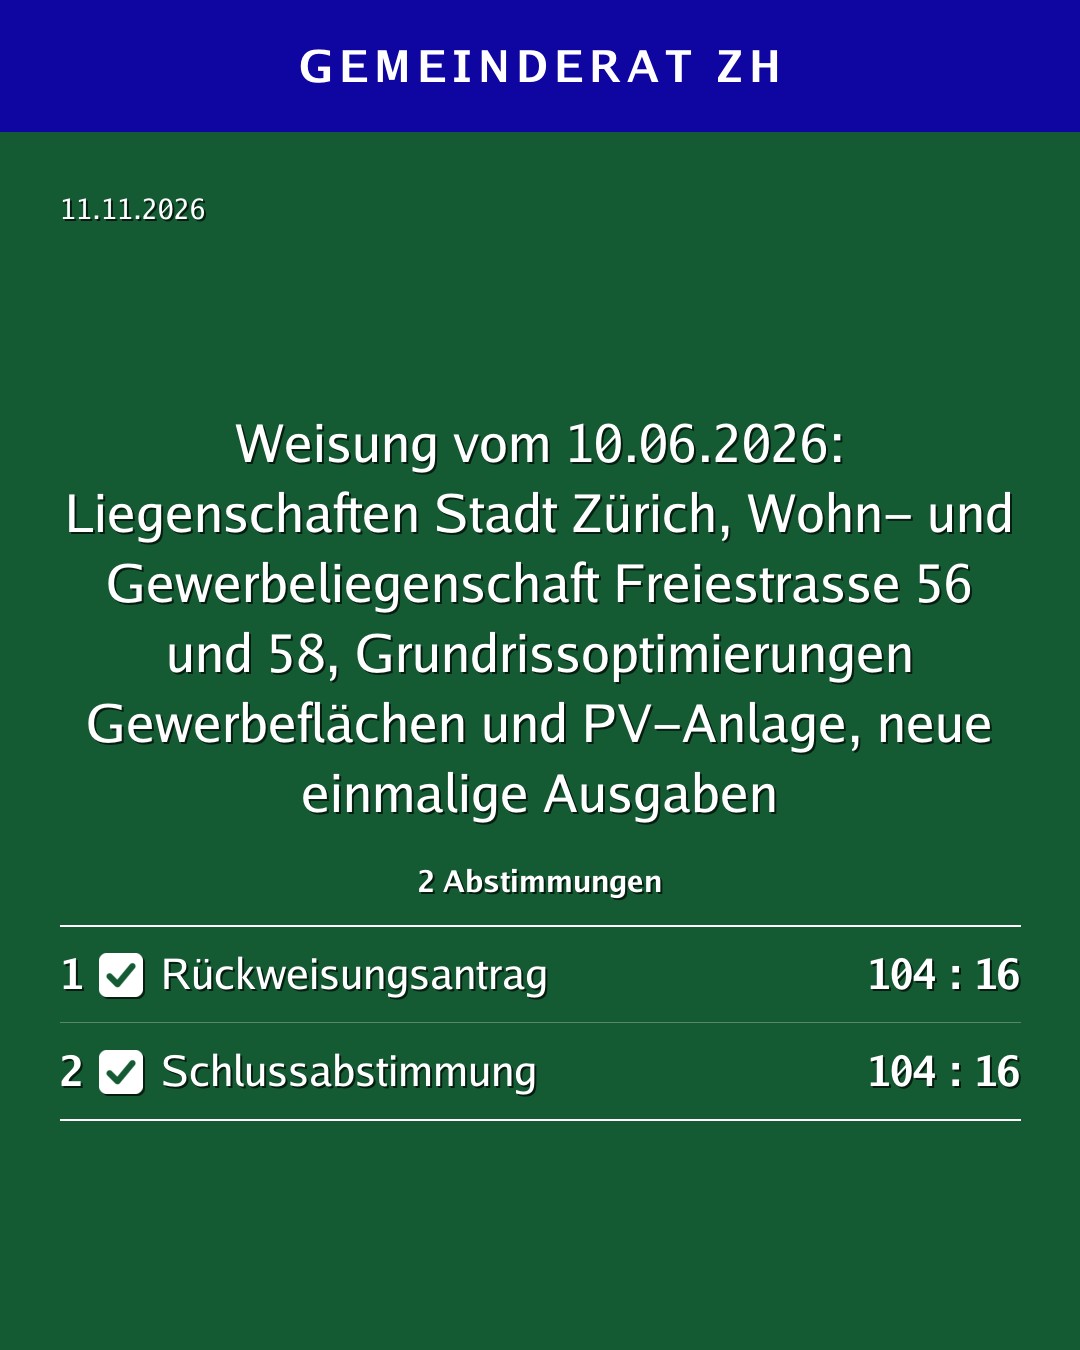 GEMEINDERAT ZH
11.11.2026
Weisung vom 10.06.2026:
Liegenschaften Stadt Zürich, Wohn– und
Gewerbeliegenschaft Freiestrasse 56
und 58, Grundrissoptimierungen
Gewerbeflächen und PV–Anlage, neue
einmalige Ausgaben
2 Abstimmungen
1 Rückweisungsantrag 104 : 16
2 Schlussabstimmung 104 : 16